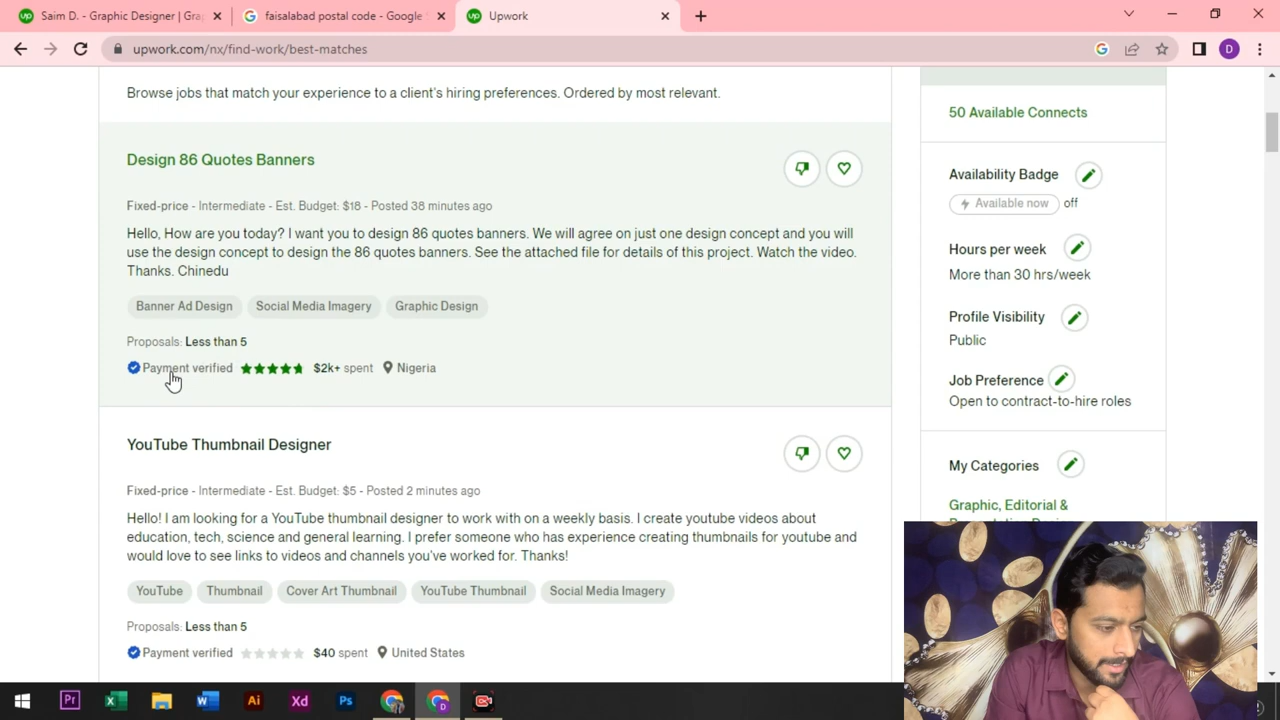 Saim D. - Graphic Designer | Gra
faisalabad postal code - Google
Upwork
upwork.com/nx/find-work/best-matches
D
Browse jobs that match your experience to a client's hiring preferences. Ordered by most relevant.
Design 86 Quotes Banners
Fixed-price - Intermediate - Est. Budget: $18 - Posted 38 minutes ago
Hello, How are you today? I want you to design 86 quotes banners. We will agree on just one design concept and you will
use the design concept to design the 86 quotes banners. See the attached file for details of this project. Watch the video.
Thanks. Chinedu
Banner Ad Design Social Media Imagery Graphic Design
Proposals: Less than 5
Payment verified $2k+ spent Nigeria
YouTube Thumbnail Designer
Fixed-price - Intermediate - Est. Budget: $5 - Posted 2 minutes ago
Hello! I am looking for a YouTube thumbnail designer to work with on a weekly basis. I create youtube videos about
education, tech, science and general learning. I prefer someone who has experience creating thumbnails for youtube and
would love to see links to videos and channels you've worked for. Thanks!
YouTube Thumbnail Cover Art Thumbnail YouTube Thumbnail Social Media Imagery
Proposals: Less than 5
Payment verified $40 spent United States
50 Available Connects
Availability Badge
Available now off
Hours per week
More than 30 hrs/week
Profile Visibility
Public
Job Preference
Open to contract-to-hire roles
My Categories
Graphic, Editorial &
Pr Ai Xd Ps